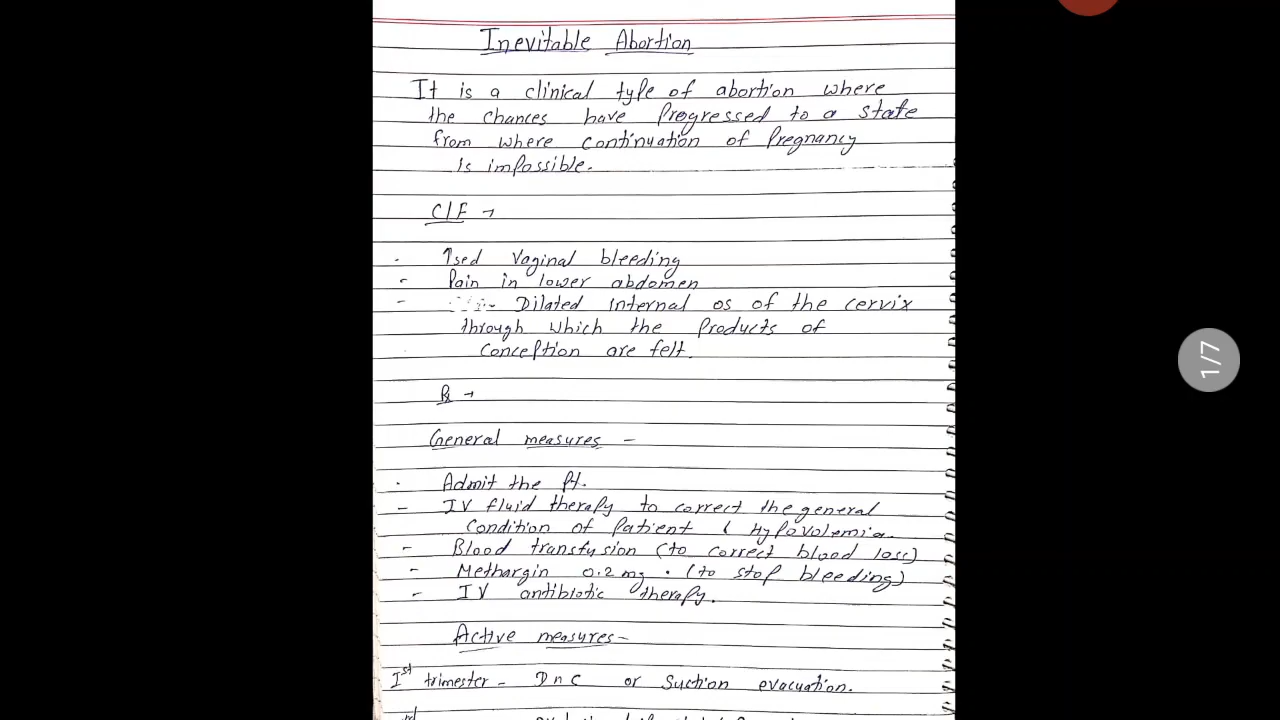 Inevitable Abortion
It is a clinical type of abortion where
the chances have progressed to a state
from where continuation of pregnancy
is impossible.
C/F →
- ↑sed vaginal bleeding
- Pain in lower abdomen
- Dilated internal os of the cervix
through which the products of
conception are felt.
Rx →
General measures -
- Admit the pt.
- IV fluid therapy to correct the general
condition of patient ( Hypovolemia
- Blood transfusion (to correct blood loss)
- Methargin 0.2 mg. (to stop bleeding)
- IV antibiotic therapy.
Active measures -
Ist trimester - DnC or suction evacuation.
1/7